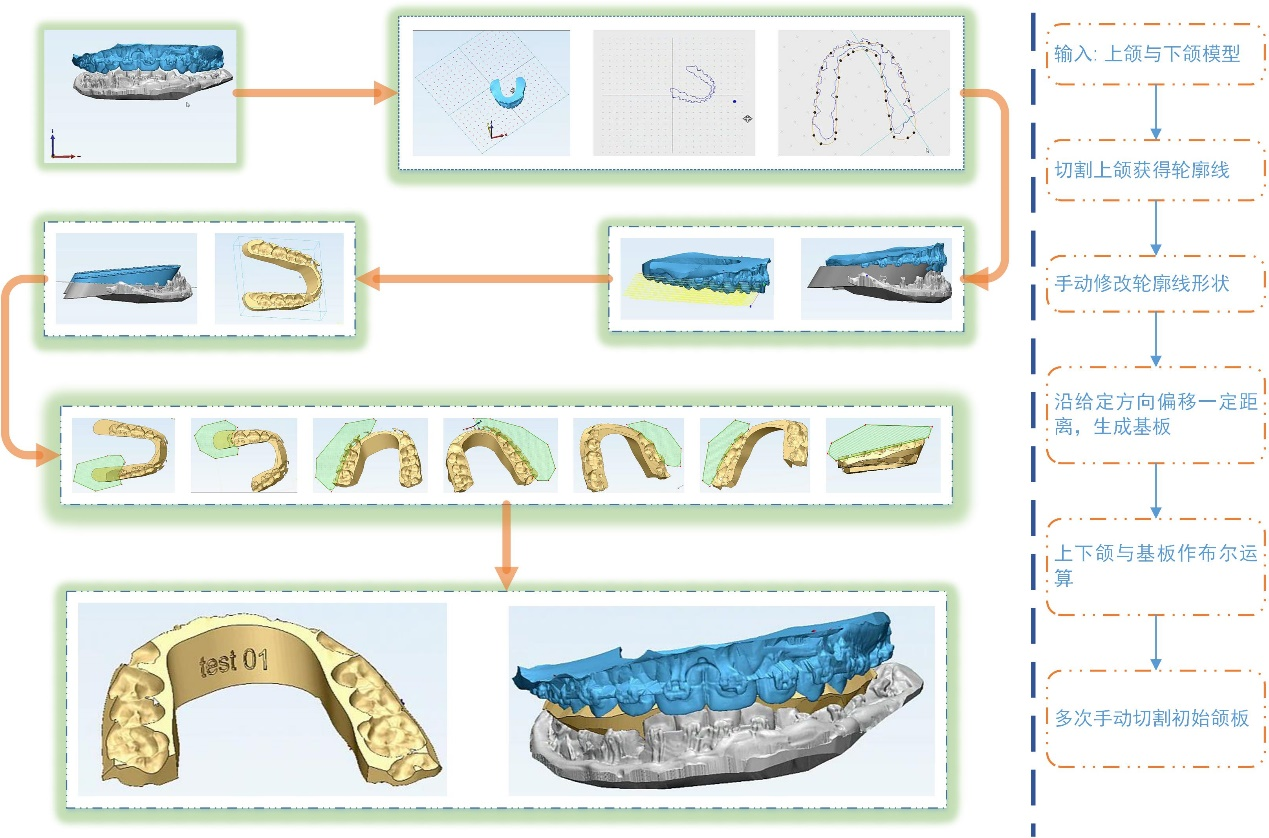 输入: 上颌与下颌模型
切割上颌获得轮廓线
手动修改轮廓线形状
沿给定方向偏移一定距
离，生成基板
上下颌与基板作布尔运
算
多次手动切割初始颌板
test 01